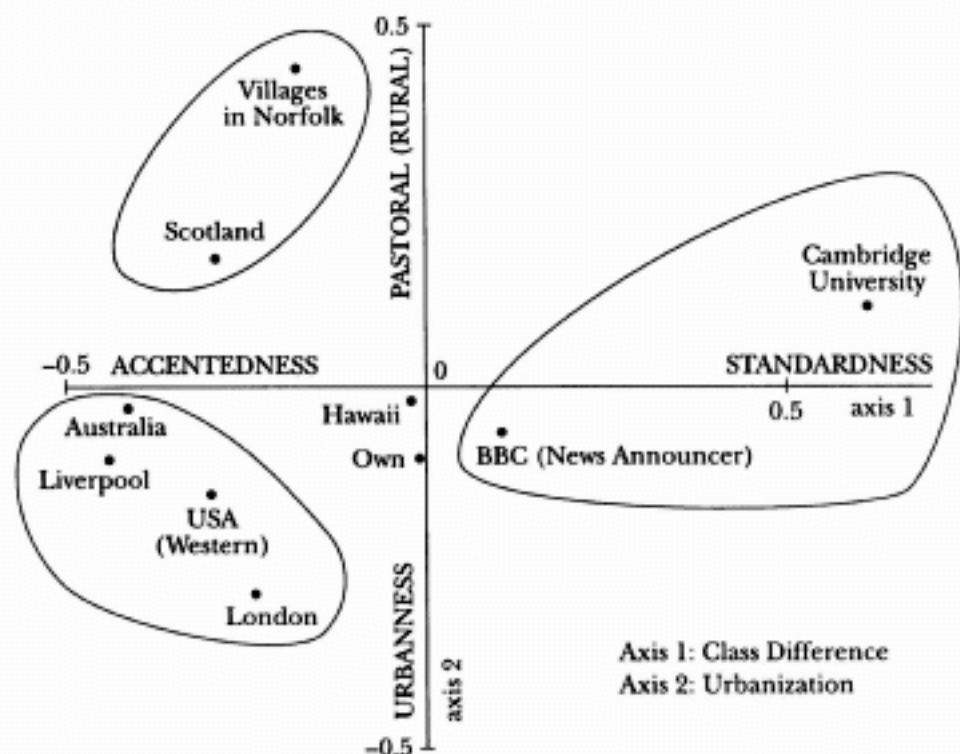 0.5
PASTORAL (RURAL)
Villages
in Norfolk
Scotland
Cambridge
University
−0.5 ACCENTEDNESS
0
STANDARDNESS
0.5 axis 1
Hawaii
Australia
Own
BBC (News Announcer)
Liverpool
USA
(Western)
London
URBANNESS
axis 2
Axis 1: Class Difference
Axis 2: Urbanization
−0.5